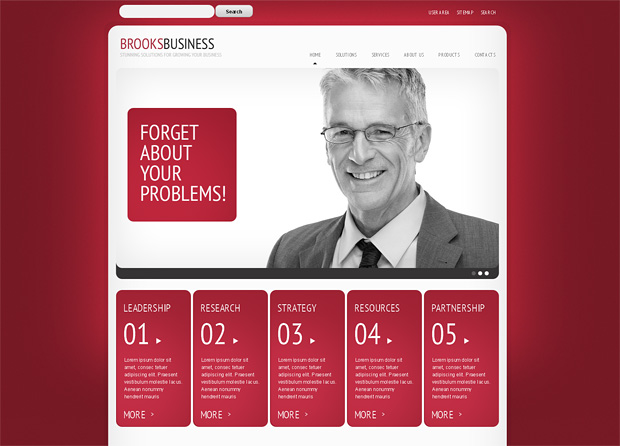 Search
USER AREA SITEMAP SEARCH
BROOKSBUSINESS
STUNNING SOLUTIONS FOR GROWING YOUR BUSINESS
HOME SOLUTIONS SERVICES ABOUT US PRODUCTS CONTACTS
FORGET
ABOUT
YOUR
PROBLEMS!
LEADERSHIP
01
Lorem ipsum dolor sit
amet, consec tetuer
adipiscing elit. Praesent
vestibulum molestie lacus.
Aenean nonummy
hendrerit mauris
MORE >
RESEARCH
02
Lorem ipsum dolor sit
amet, consec tetuer
adipiscing elit. Praesent
vestibulum molestie lacus.
Aenean nonummy
hendrerit mauris
MORE >
STRATEGY
03
Lorem ipsum dolor sit
amet, consec tetuer
adipiscing elit. Praesent
vestibulum molestie lacus.
Aenean nonummy
hendrerit mauris
MORE >
RESOURCES
04
Lorem ipsum dolor sit
amet, consec tetuer
adipiscing elit. Praesent
vestibulum molestie lacus.
Aenean nonummy
hendrerit mauris
MORE >
PARTNERSHIP
05
Lorem ipsum dolor sit
amet, consec tetuer
adipiscing elit. Praesent
vestibulum molestie lacus.
Aenean nonummy
hendrerit mauris
MORE >